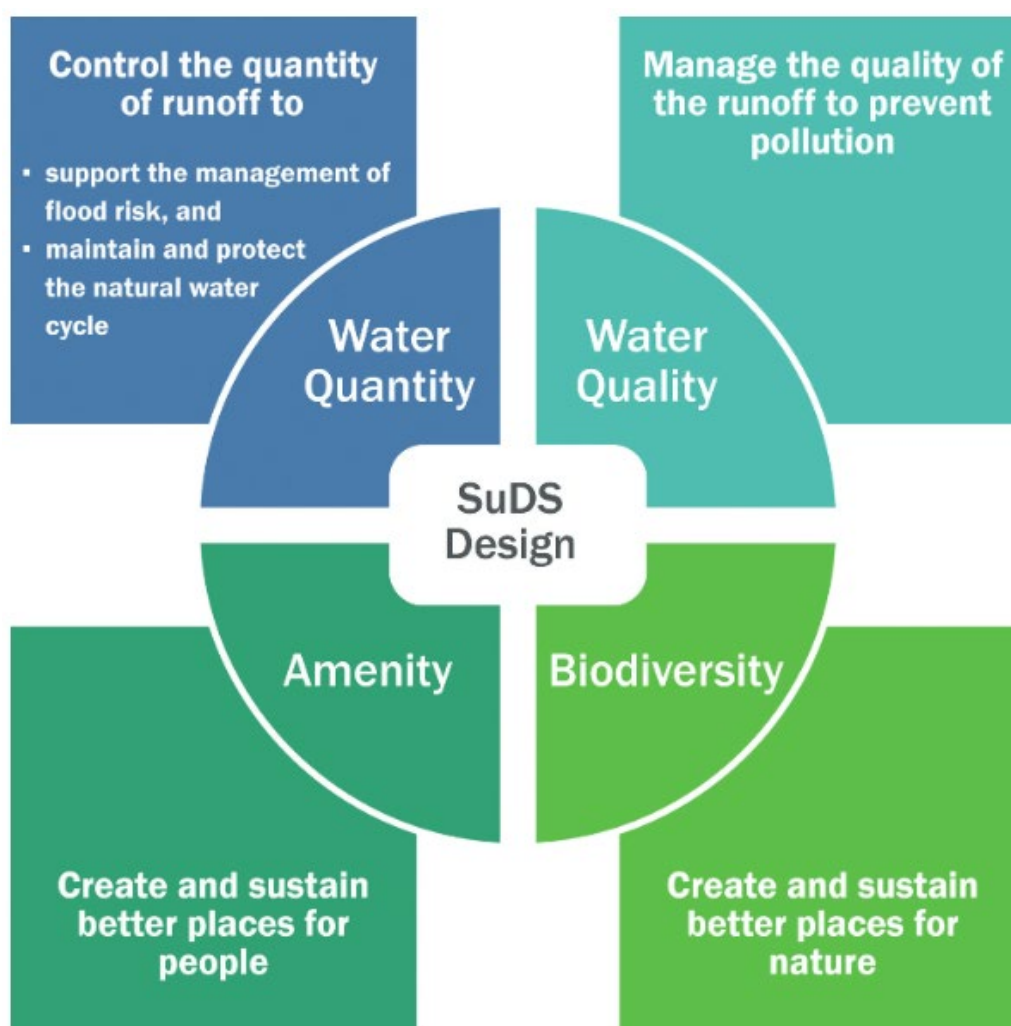 Control the quantity
of runoff to
▪ support the management of
flood risk, and
▪ maintain and protect
the natural water
cycle
Manage the quality of
the runoff to prevent
pollution
Water
Quantity
Water
Quality
SuDS
Design
Amenity
Biodiversity
Create and sustain
better places for
people
Create and sustain
better places for
nature